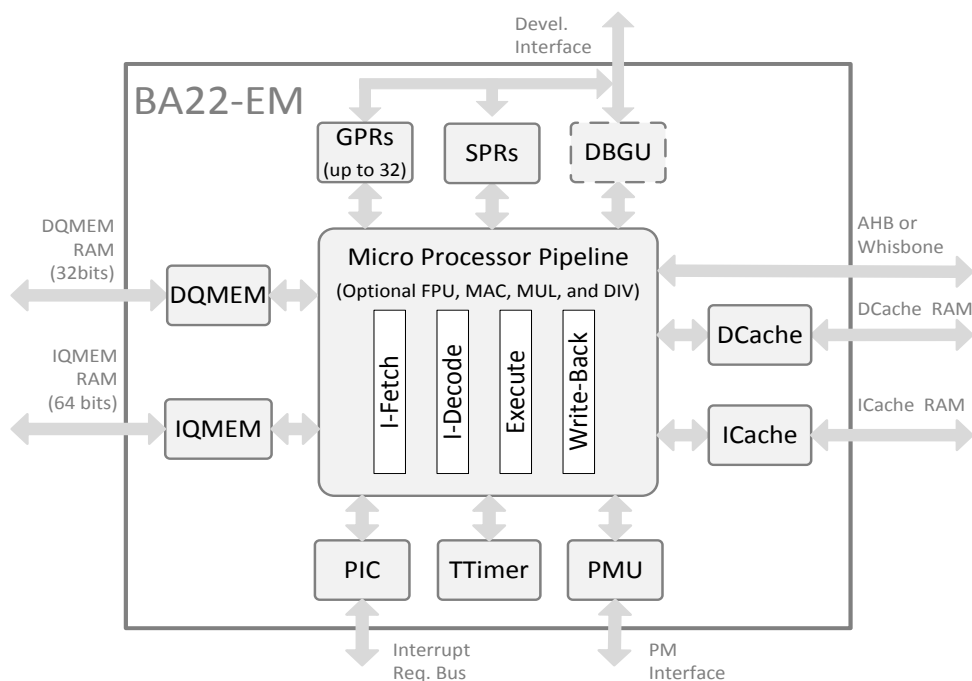 Devel.
Interface
BA22-EM
GPRs
(up to 32)
SPRs
DBGU
DQMEM
RAM
(32bits)
AHB or
Whisbone
Micro Processor Pipeline
(Optional FPU, MAC, MUL, and DIV)
DQMEM
DCache RAM
DCache
IQMEM
RAM
(64 bits)
I-Fetch
I-Decode
Execute
Write-Back
ICache RAM
IQMEM
ICache
PIC
TTimer
PMU
Interrupt
Req. Bus
PM
Interface